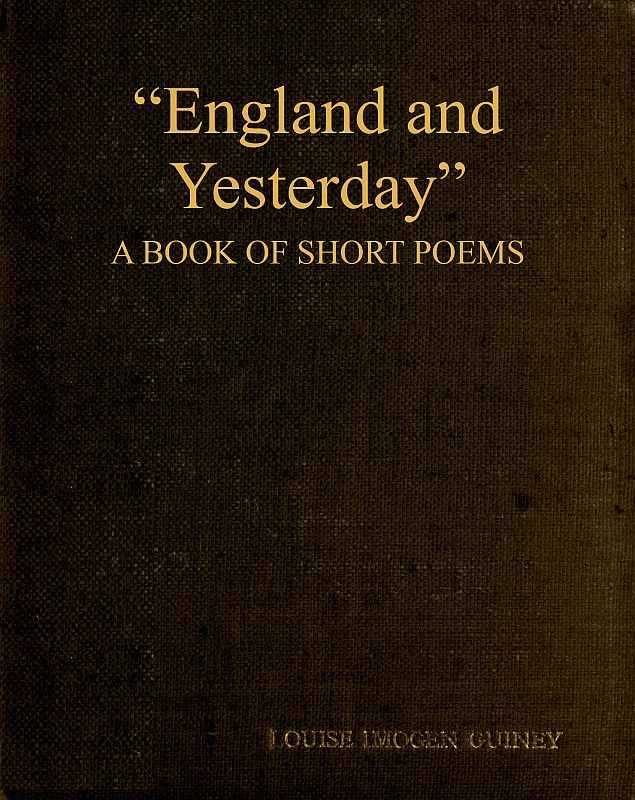 “England and
Yesterday”
A BOOK OF SHORT POEMS
LOUISE IMOGEN GUINEY